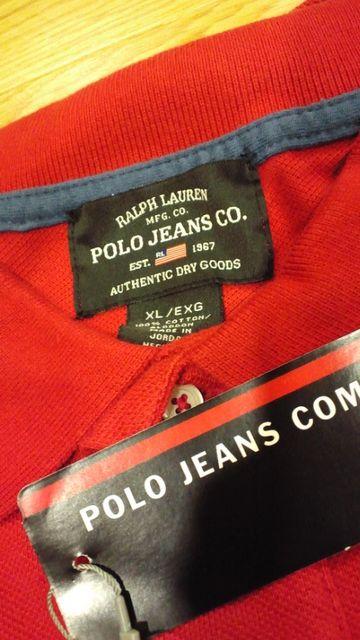 RALPH LAUREN
MFG. CO.
POLO JEANS CO.
EST. RL 1967
AUTHENTIC DRY GOODS
XL/EXG
100% COTTON/
ALGODON
MADE IN
POLO JEANS COM